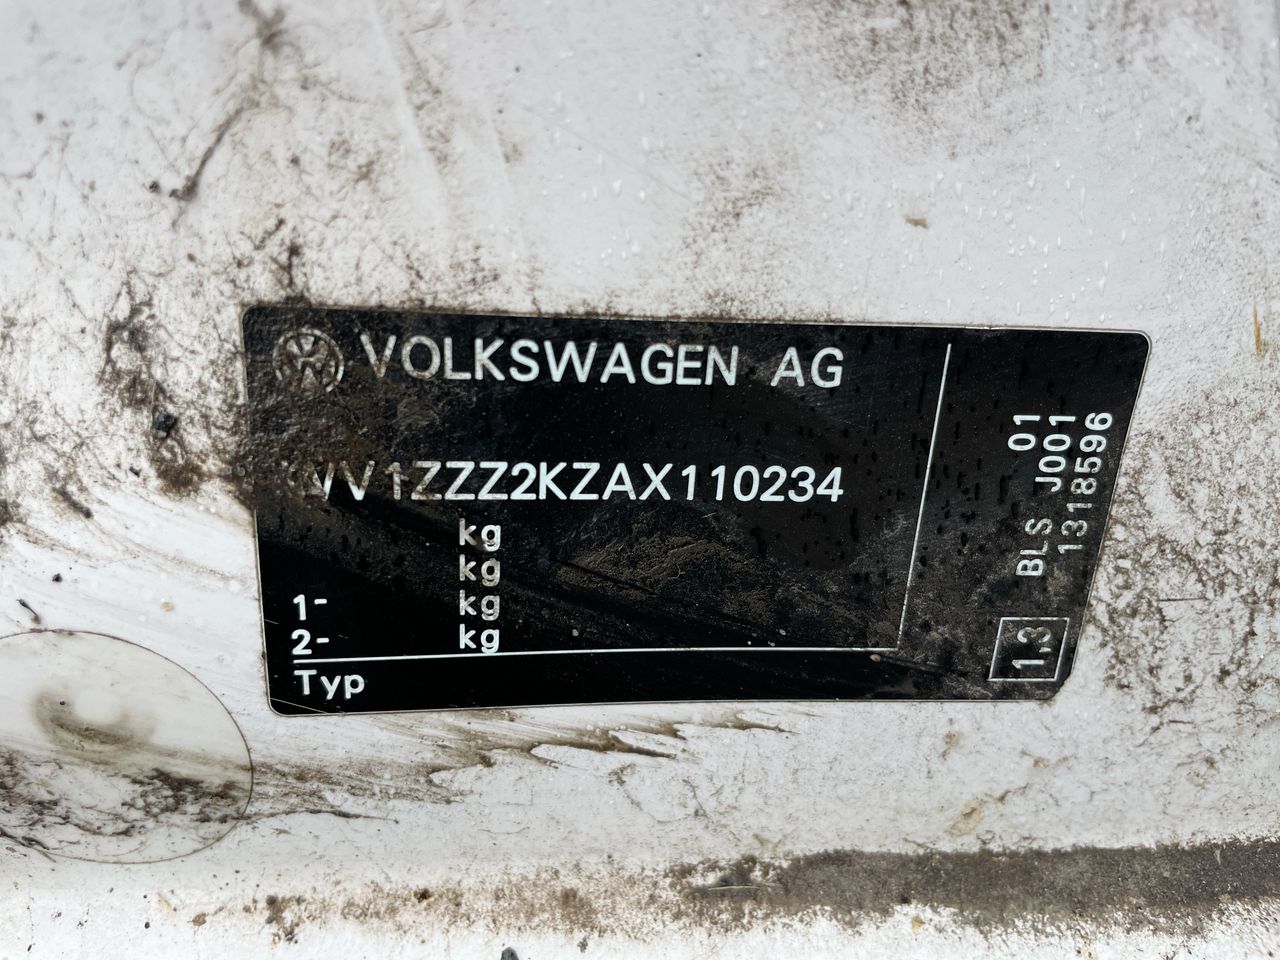 VOLKSWAGEN AG
WV1ZZZ2KZAX110234
kg
kg
1- kg
2- kg
Typ
BLS 01
J001
1318596
1.3